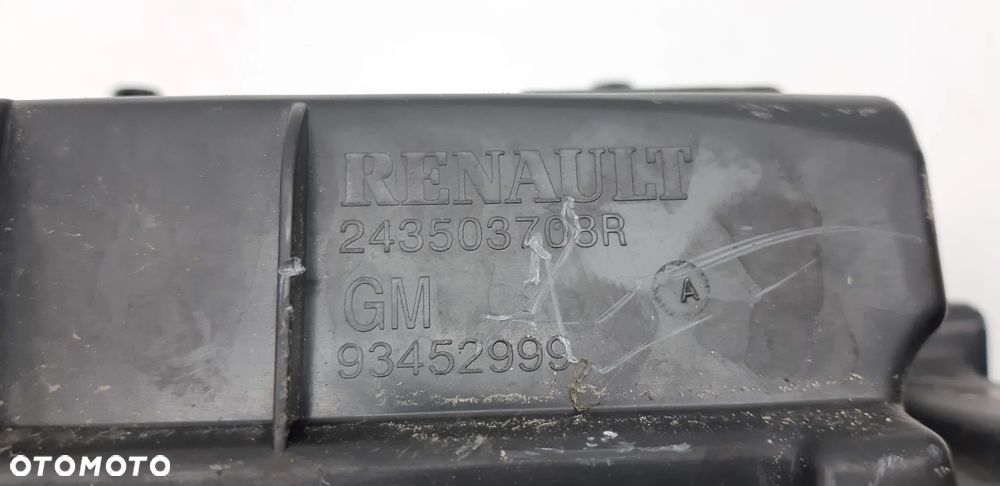 RENAULT
243503708R
GM
93452999
A
OTOMOTO